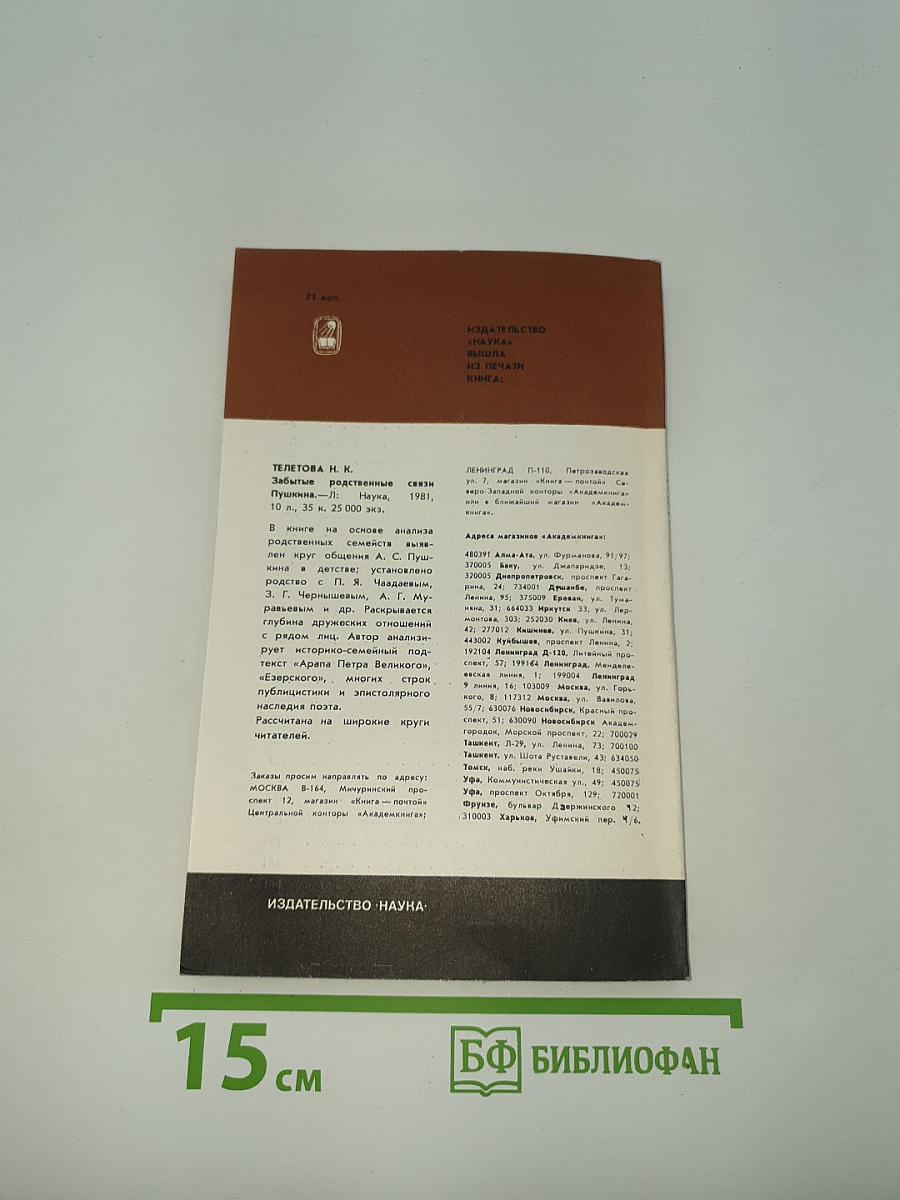 75 коп.
ИЗДАТЕЛЬСТВО
«НАУКА»
ВЫШЛА
ИЗ ПЕЧАТИ
КНИГА:
ТЕЛЕТОВА Н. К.
Забытые родственные связи
Пушкина.—Л: Наука, 1981,
10 л., 35 к. 25 000 экз.
В книге на основе анализа
родственных семейств выяв-
лен круг общения А. С. Пуш-
кина в детстве; установлено
родство с П. Я. Чаадаевым,
З. Г. Чернышевым, А. Г. Му-
равьевым и др. Раскрывается
глубина дружеских отношений
с рядом лиц. Автор анализи-
рует историко-семейный под-
текст «Арапа Петра Великого»,
«Езерского», многих строк
публицистики и эпистолярного
наследия поэта.
Рассчитана на широкие круги
читателей.
Заказы просим направлять по адресу:
МОСКВА В-164, Мичуринский про-
спект 12, магазин «Книга — почтой»
Центральной конторы «Академкнига»;
ЛЕНИНГРАД П-110, Петрозаводская
ул. 7, магазин «Книга — почтой» Се-
веро-Западной конторы «Академкнига»
или в ближайший магазин «Академ-
книга».
Адреса магазинов «Академкнига»:
480391 Алма-Ата, ул. Фурманова, 91/97;
370005 Баку, ул. Джапаридзе, 13;
320005 Днепропетровск, проспект Гага-
рина, 24; 734001 Душанбе, проспект
Ленина, 95; 375009 Ереван, ул. Тума-
няна, 31; 664033 Иркутск 33, ул. Лер-
монтова, 303; 252030 Киев, ул. Ленина,
42; 277012 Кишинев, ул. Пушкина, 31;
443002 Куйбышев, проспект Ленина, 2;
192104 Ленинград Д-120, Литейный про-
спект, 57; 199164 Ленинград, Менделе-
евская линия, 1; 199004 Ленинград
9 линия, 16; 103009 Москва, ул. Горь-
кого, 8; 117312 Москва, ул. Вавилова,
55/7; 630076 Новосибирск, Красный про-
спект, 51; 630090 Новосибирск Академ-
городок, Морской проспект, 22; 700029
Ташкент, Л-29, ул. Ленина, 73; 700100
Ташкент, ул. Шота Руставели, 43; 634050
Томск, наб. реки Ушайки, 18; 450075
Уфа, Коммунистическая ул., 49; 450075
Уфа, проспект Октября, 129; 720001
Фрунзе, бульвар Дзержинского 42;
310003 Харьков, Уфимский пер. 4/6.
ИЗДАТЕЛЬСТВО ·НАУКА·
15 см
БФ БИБЛИОФАН